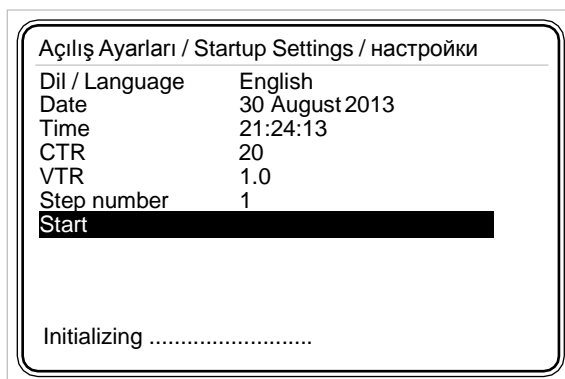 Açılış Ayarları / Startup Settings / настройки
Dil / Language English
Date 30 August 2013
Time 21:24:13
CTR 20
VTR 1.0
Step number 1
Start
Initializing ..........................